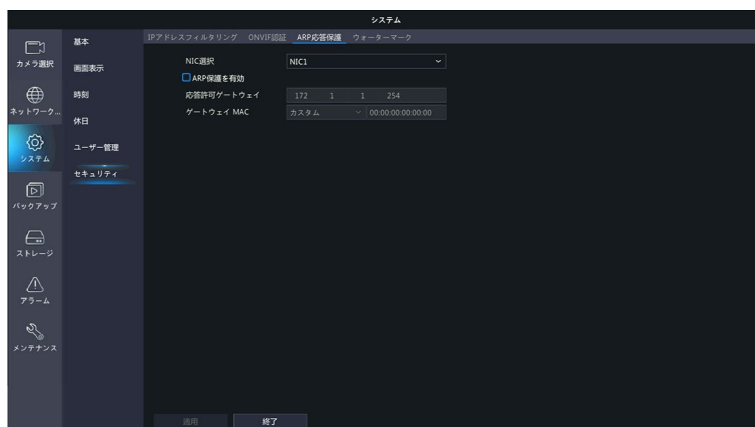 システム
カメラ選択
ネットワーク...
システム
バックアップ
ストレージ
アラーム
メンテナンス
基本
画面表示
時刻
休日
ユーザー管理
セキュリティ
IPアドレスフィルタリング ONVIF認証 ARP応答保護 ウォーターマーク
NIC選択 NIC1
ARP保護を有効
応答許可ゲートウェイ 172 1 1 254
ゲートウェイ MAC カスタム 00:00:00:00:00:00
適用 終了